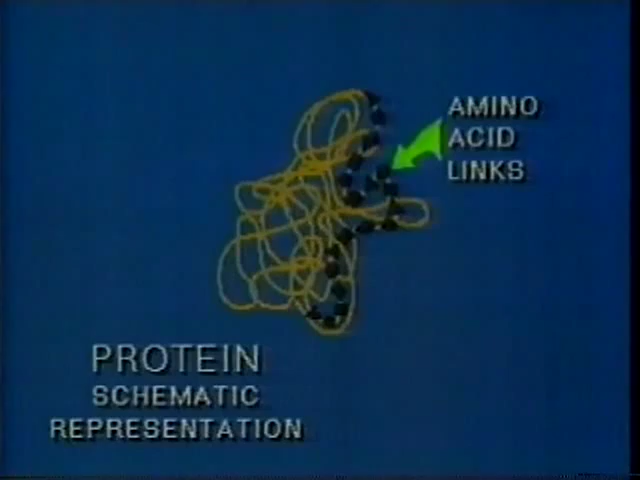 AMINO
ACID
LINKS
PROTEIN
SCHEMATIC
REPRESENTATION